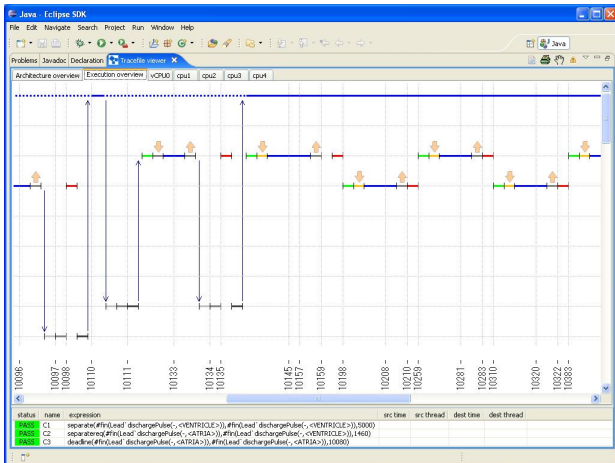 Java - Eclipse SDK
File Edit Navigate Search Project Run Window Help
Java
Problems Javadoc Declaration Tracefile viewer
Architecture overview Execution overview vCPU0 cpu1 cpu2 cpu3 cpu4
10096 10087 10088 10110 10111 10133 10134 10135 10145 10157 10159 10198 10208 10210 10259 10281 10283 10310 10320 10322 10383
status name expression src time src thread dest time dest thread
PASS C1 separate(#fin(Lead`dischargePulse(-,<VENTRICLE>)),#fin(Lead`dischargePulse(-,<VENTRICLE>)),5000)
PASS C2 separatereq(#fin(Lead`dischargePulse(-,<ATRIA>)),#fin(Lead`dischargePulse(-,<VENTRICLE>)),1460)
PASS C3 deadline(#fin(Lead`dischargePulse(-,<ATRIA>)),#fin(Lead`dischargePulse(-,<ATRIA>)),10080)